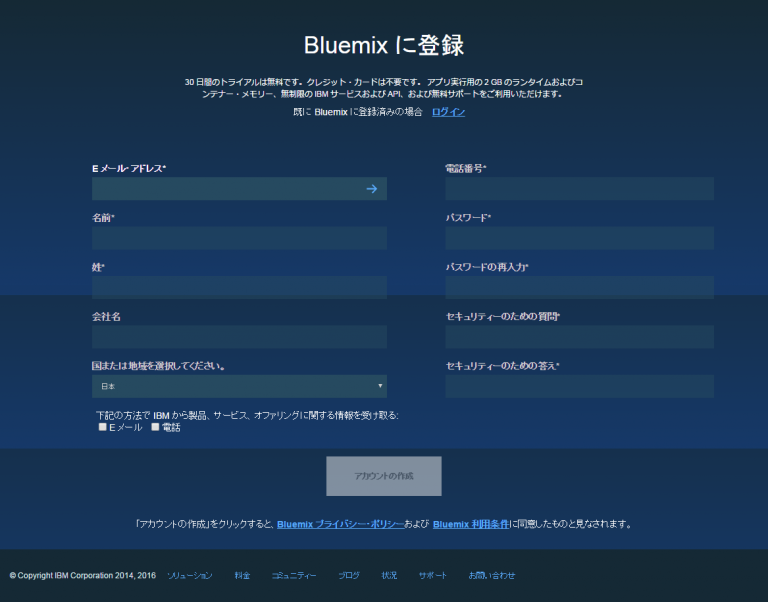 Bluemix に登録
30 日間のトライアルは無料です。クレジット・カードは不要です。 アプリ実行用の 2 GB のランタイムおよびコ
ンテナー・メモリー、無制限の IBM サービスおよび API、および無料サポートをご利用いただけます。
既に Bluemix に登録済みの場合 ログイン
E メール・アドレス*
名前*
姓*
会社名
国または地域を選択してください。
日本
下記の方法で IBM から製品、サービス、オファリングに関する情報を受け取る:
E メール 電話
電話番号*
パスワード*
パスワードの再入力*
セキュリティーのための質問*
セキュリティーのための答え*
アカウントの作成
「アカウントの作成」をクリックすると、Bluemix プライバシー・ポリシーおよび Bluemix 利用条件に同意したものと見なされます。
© Copyright IBM Corporation 2014, 2016 ソリューション 料金 コミュニティー ブログ 状況 サポート お問い合わせ